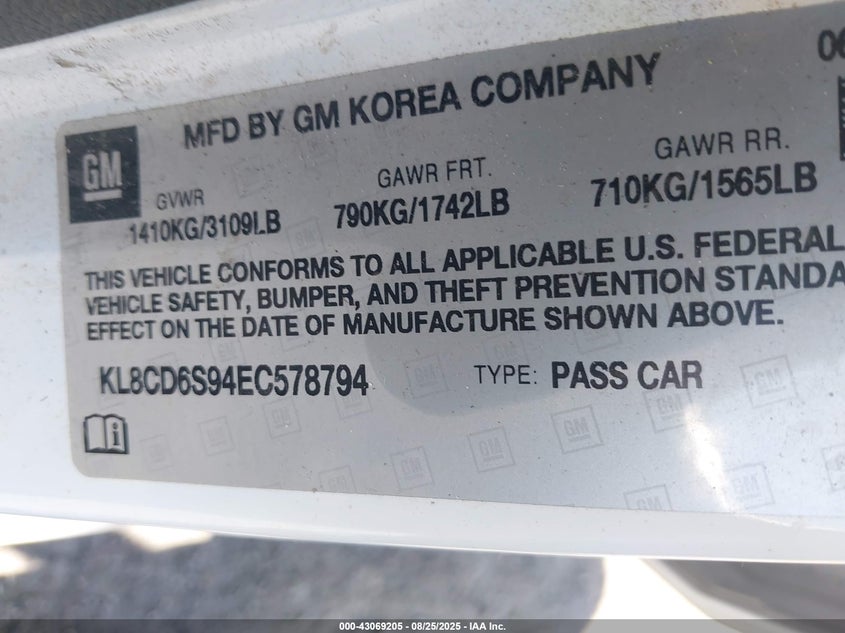 06
MFD BY GM KOREA COMPANY
GM
GVWR GAWR FRT. GAWR RR.
1410KG/3109LB 790KG/1742LB 710KG/1565LB
THIS VEHICLE CONFORMS TO ALL APPLICABLE U.S. FEDERAL
VEHICLE SAFETY, BUMPER, AND THEFT PREVENTION STANDA
EFFECT ON THE DATE OF MANUFACTURE SHOWN ABOVE.
KL8CD6S94EC578794 TYPE: PASS CAR
000-43069205 - 08/25/2025 - IAA Inc.